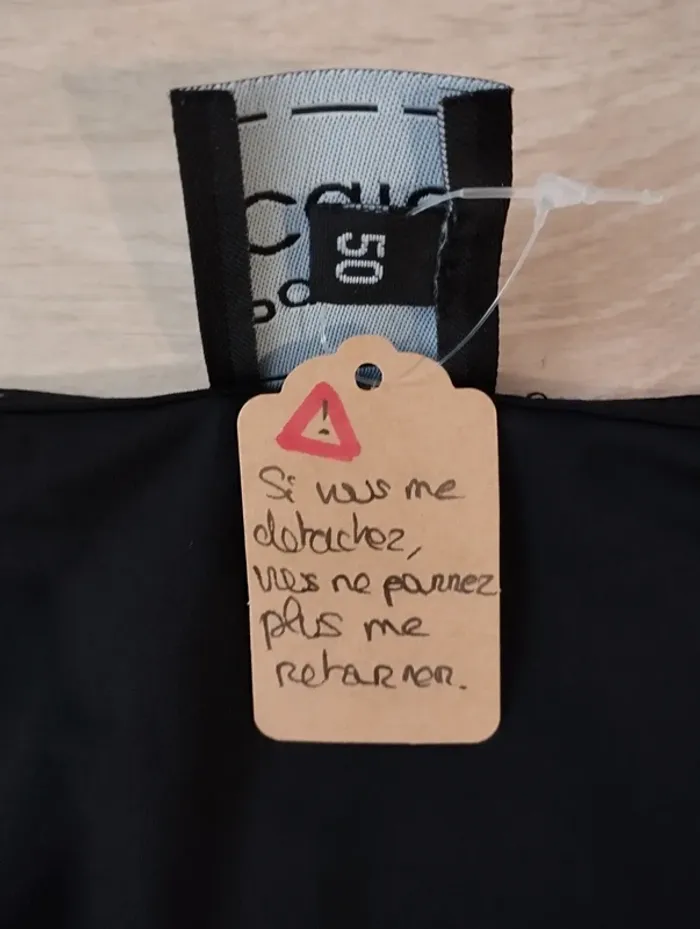 50
!
Si vous me
detachez,
vous ne pourrez
plus me
retourner.